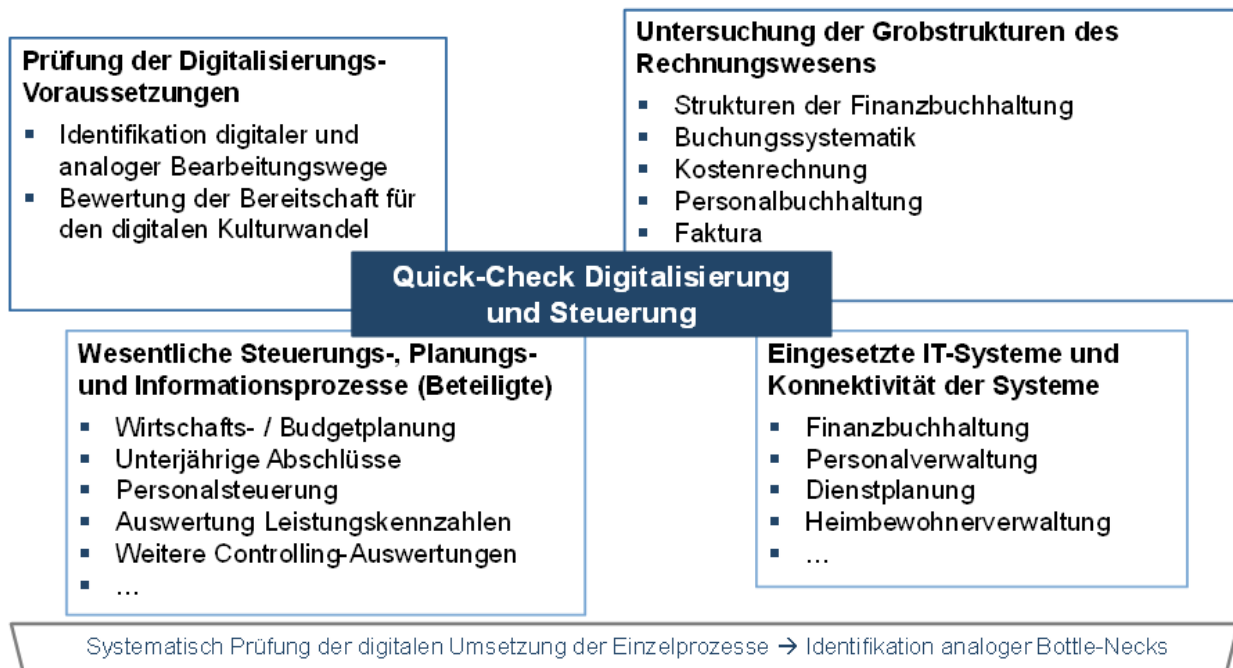 Prüfung der Digitalisierungs-
Voraussetzungen
▪ Identifikation digitaler und
analoger Bearbeitungswege
▪ Bewertung der Bereitschaft für
den digitalen Kulturwandel
Untersuchung der Grobstrukturen des
Rechnungswesens
▪ Strukturen der Finanzbuchhaltung
▪ Buchungssystematik
▪ Kostenrechnung
▪ Personalbuchhaltung
▪ Faktura
Quick-Check Digitalisierung
und Steuerung
Wesentliche Steuerungs-, Planungs-
und Informationsprozesse (Beteiligte)
▪ Wirtschafts- / Budgetplanung
▪ Unterjährige Abschlüsse
▪ Personalsteuerung
▪ Auswertung Leistungskennzahlen
▪ Weitere Controlling-Auswertungen
▪ …
Eingesetzte IT-Systeme und
Konnektivität der Systeme
▪ Finanzbuchhaltung
▪ Personalverwaltung
▪ Dienstplanung
▪ Heimbewohnerverwaltung
▪ …
Systematisch Prüfung der digitalen Umsetzung der Einzelprozesse → Identifikation analoger Bottle-Necks